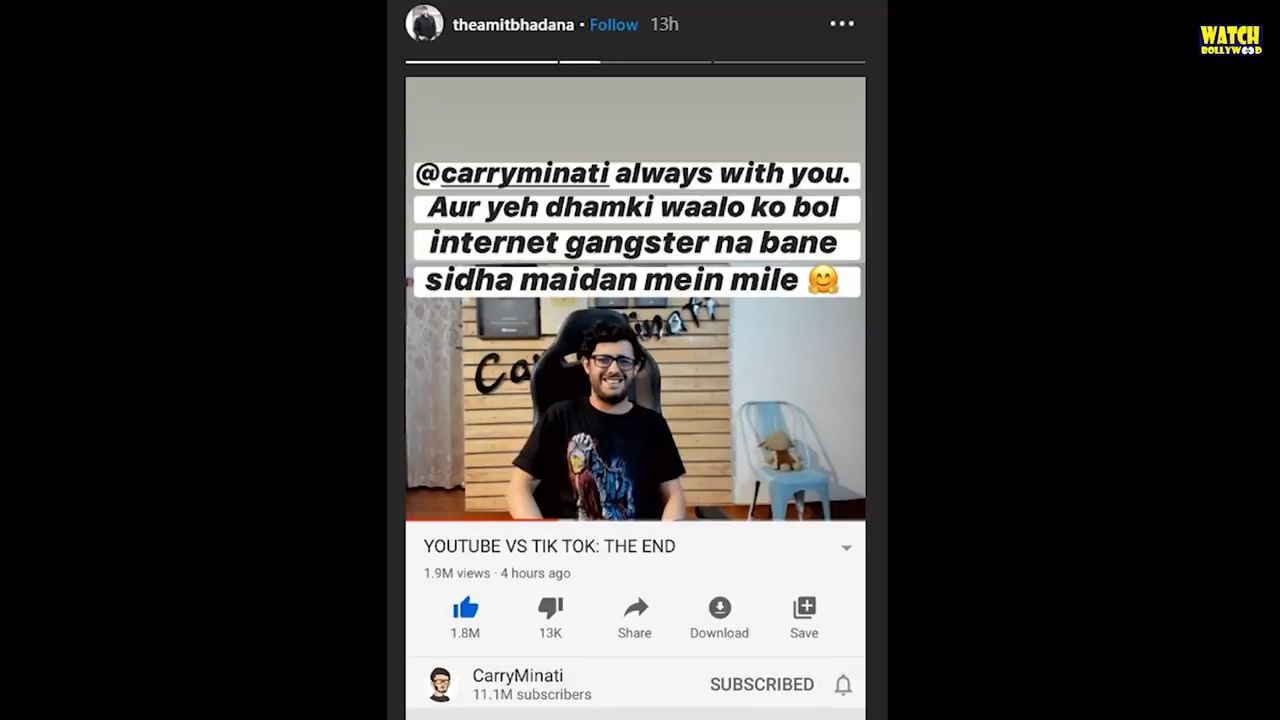 theamitbhadana • Follow 13h
WATCH
BOLLYWOOD
@carryminati always with you.
Aur yeh dhamki waalo ko bol
internet gangster na bane
sidha maidan mein mile 🤗
YOUTUBE VS TIK TOK: THE END
1.9M views · 4 hours ago
1.8M 13K Share Download Save
CarryMinati SUBSCRIBED
11.1M subscribers